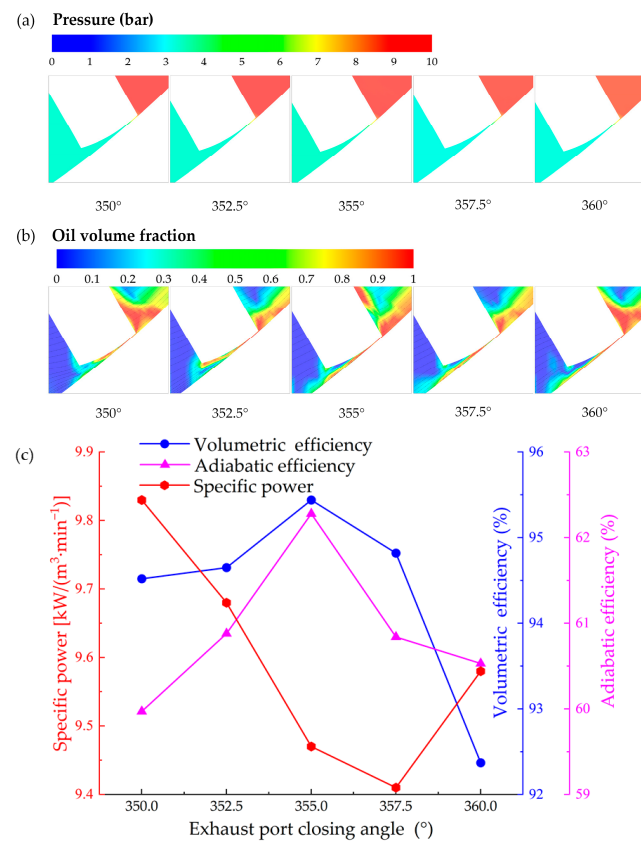 (a) Pressure (bar)
0 1 2 3 4 5 6 7 8 9 10
350° 352.5° 355° 357.5° 360°
(b) Oil volume fraction
0 0.1 0.2 0.3 0.4 0.5 0.6 0.7 0.8 0.9 1
350° 352.5° 355° 357.5° 360°
(c)
Volumetric efficiency
Adiabatic efficiency
Specific power
Specific power [kW/(m³·min⁻¹)]
9.9
9.8
9.7
9.6
9.5
9.4
96
95
94
93
92
Volumetric efficiency (%)
63
62
61
60
59
Adiabatic efficiency (%)
350.0 352.5 355.0 357.5 360.0
Exhaust port closing angle (°)